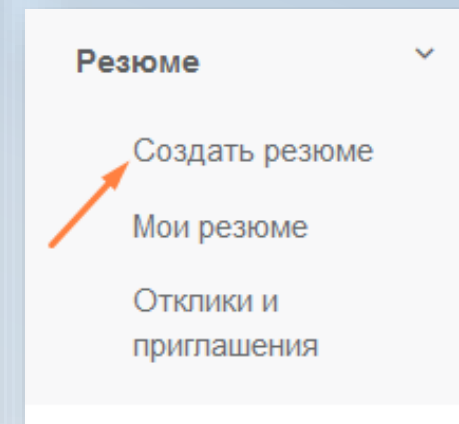 Резюме
Создать резюме
Мои резюме
Отклики и
приглашения